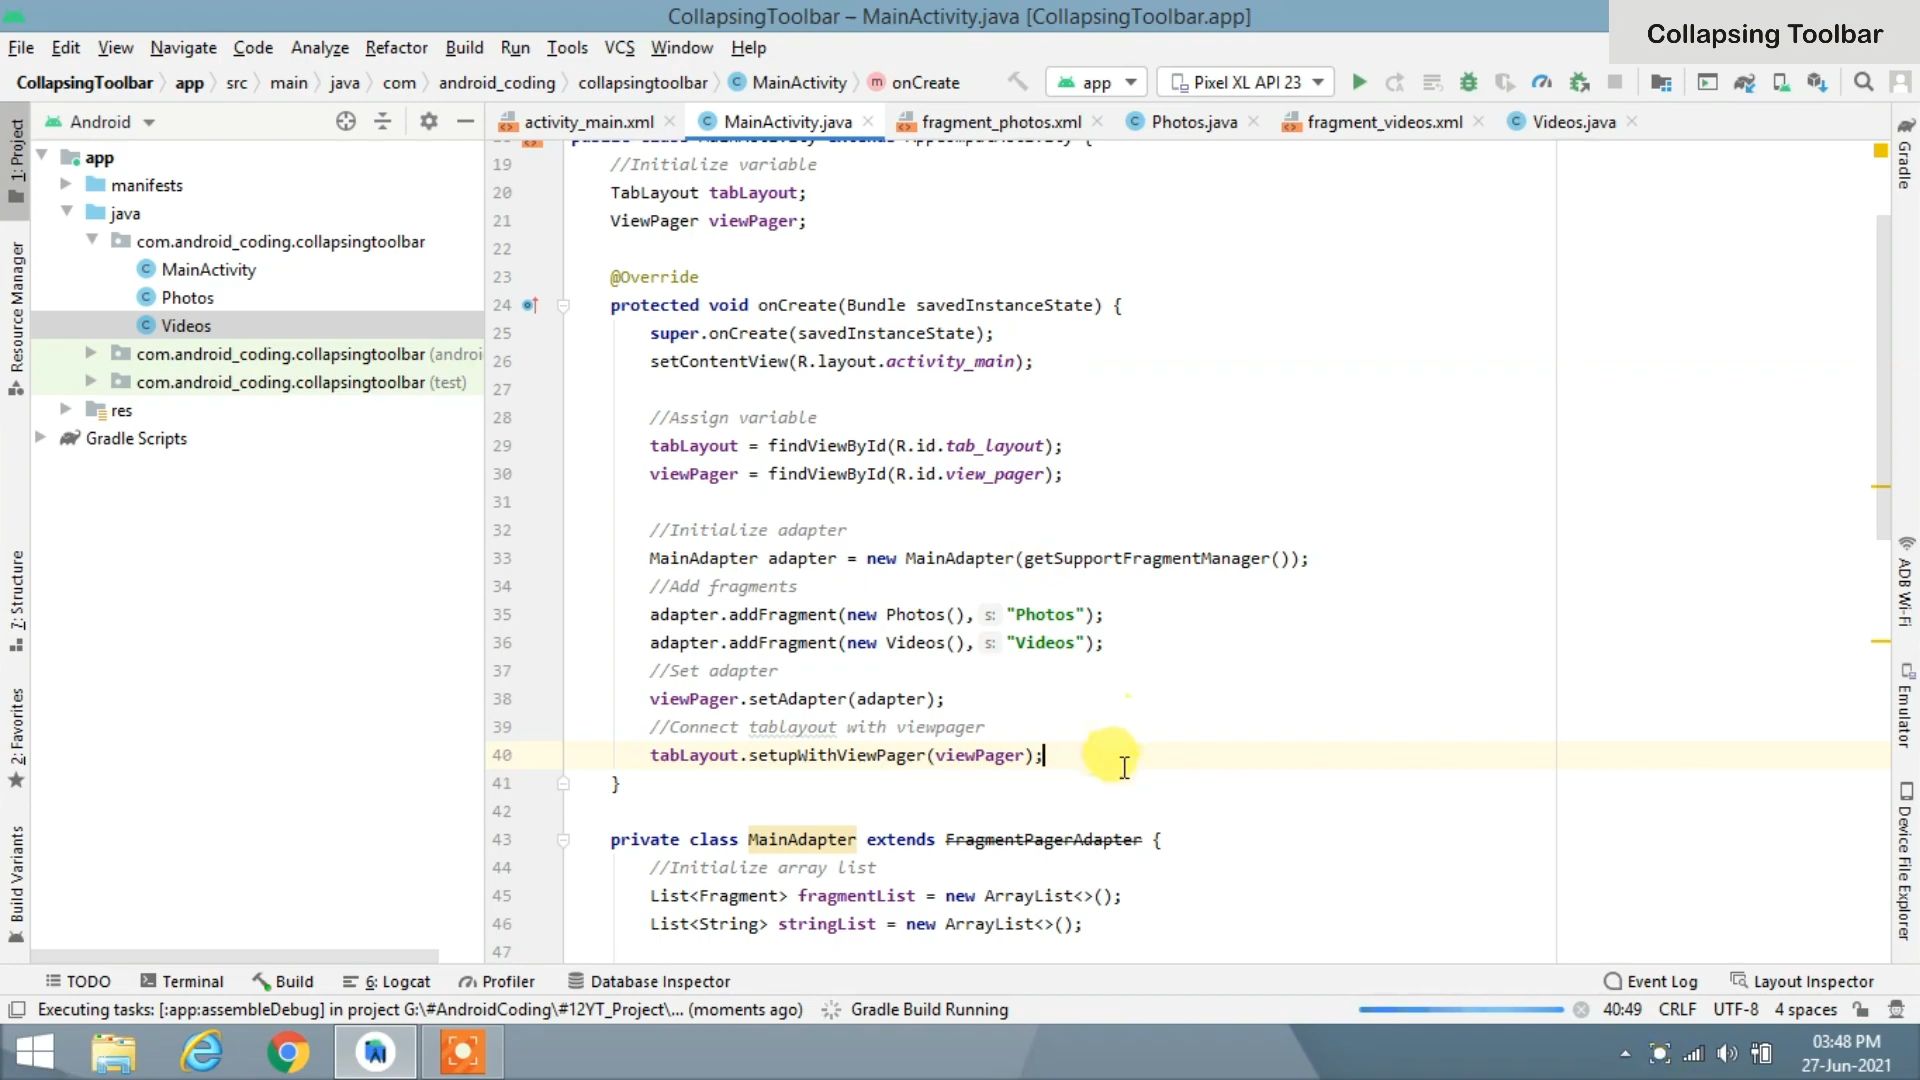 CollapsingToolbar – MainActivity.java [CollapsingToolbar.app]
Collapsing Toolbar
File Edit View Navigate Code Analyze Refactor Build Run Tools VCS Window Help
CollapsingToolbar app src main java com android_coding collapsingtoolbar MainActivity onCreate app Pixel XL API 23
Android
activity_main.xml MainActivity.java fragment_photos.xml Photos.java fragment_videos.xml Videos.java
1: Project
Resource Manager
7: Structure
2: Favorites
Build Variants
app
manifests
java
com.android_coding.collapsingtoolbar
MainActivity
Photos
Videos
com.android_coding.collapsingtoolbar (androi
com.android_coding.collapsingtoolbar (test)
res
Gradle Scripts
19 //Initialize variable
20 TabLayout tabLayout;
21 ViewPager viewPager;
22
23 @Override
24 protected void onCreate(Bundle savedInstanceState) {
25 super.onCreate(savedInstanceState);
26 setContentView(R.layout.activity_main);
27
28 //Assign variable
29 tabLayout = findViewById(R.id.tab_layout);
30 viewPager = findViewById(R.id.view_pager);
31
32 //Initialize adapter
33 MainAdapter adapter = new MainAdapter(getSupportFragmentManager());
34 //Add fragments
35 adapter.addFragment(new Photos(), s: "Photos");
36 adapter.addFragment(new Videos(), s: "Videos");
37 //Set adapter
38 viewPager.setAdapter(adapter);
39 //Connect tablayout with viewpager
40 tabLayout.setupWithViewPager(viewPager);
41 }
42
43 private class MainAdapter extends FragmentPagerAdapter {
44 //Initialize array list
45 List<Fragment> fragmentList = new ArrayList<>();
46 List<String> stringList = new ArrayList<>();
47
Gradle
ADB Wi-Fi
Emulator
Device File Explorer
TODO Terminal Build 6: Logcat Profiler Database Inspector Event Log Layout Inspector
Executing tasks: [:app:assembleDebug] in project G:\#AndroidCoding\#12YT_Project\... (moments ago) Gradle Build Running 40:49 CRLF UTF-8 4 spaces
03:48 PM
27-Jun-2021